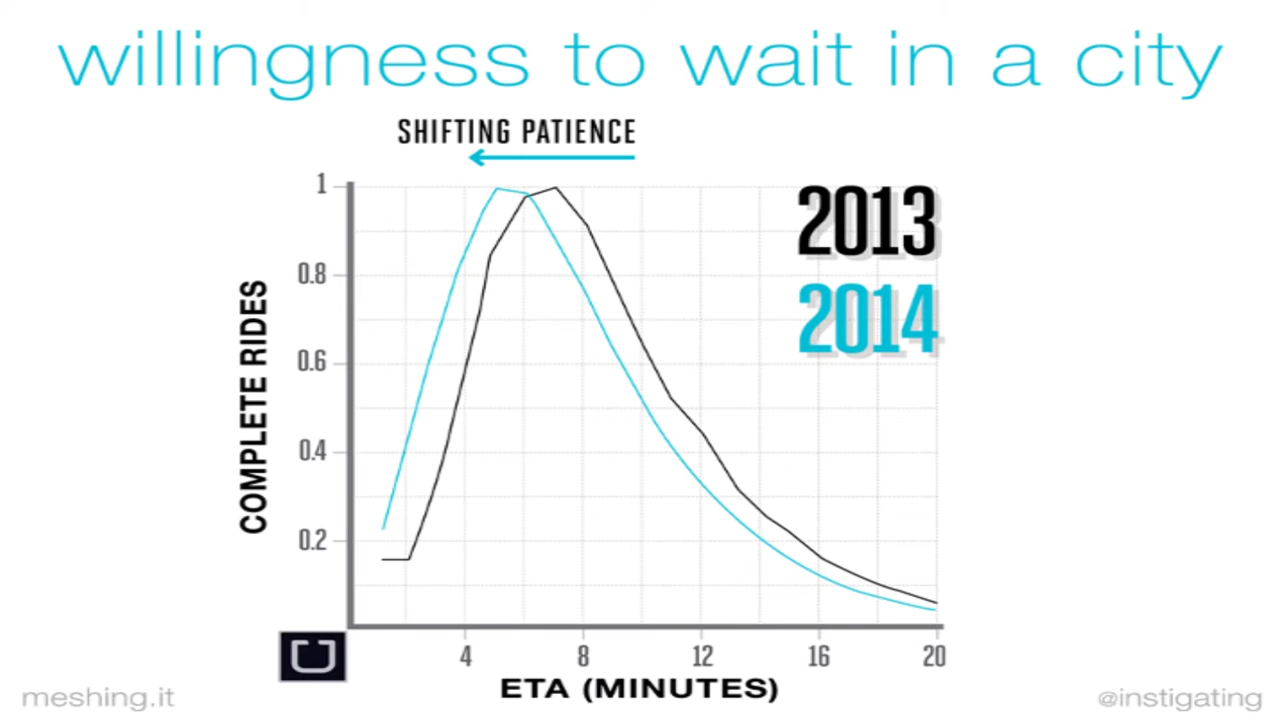 willingness to wait in a city
SHIFTING PATIENCE
2013
2014
1
0.8
0.6
0.4
0.2
COMPLETE RIDES
4 8 12 16 20
ETA (MINUTES)
meshing.it
@instigating